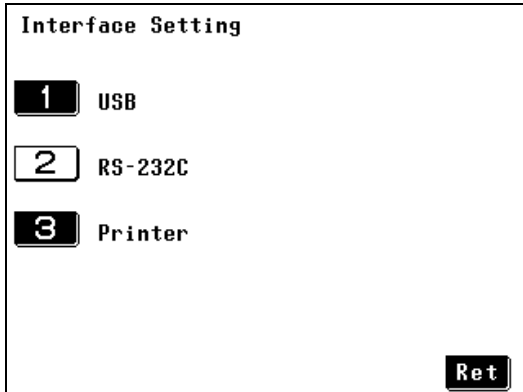 Interface Setting
1 USB
2 RS-232C
3 Printer
Ret